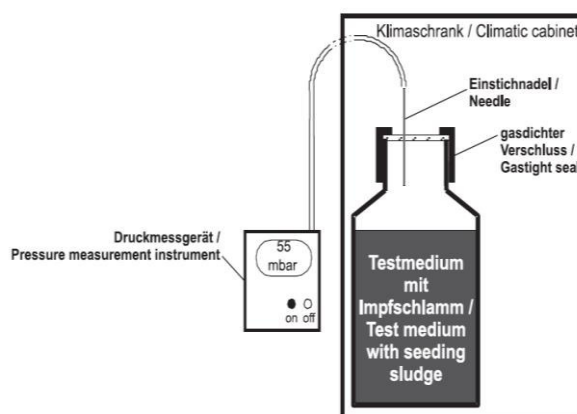 Klimaschrank / Climatic cabinet
Einstichnadel /
Needle
gasdichter
Verschluss /
Gastight seal
Druckmessgerät /
Pressure measurement instrument
55
mbar
on off
Testmedium
mit
Impfschlamm /
Test medium
with seeding
sludge